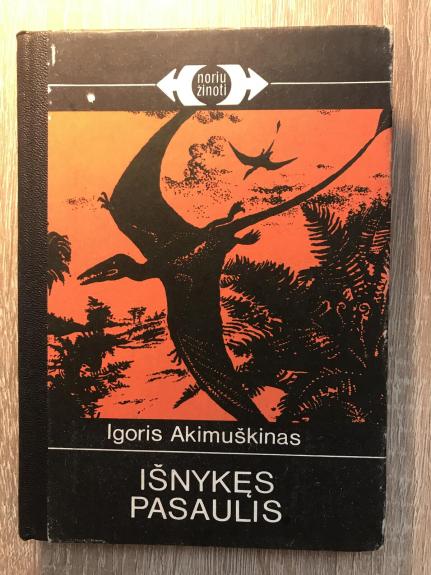 noriu
žinoti
Igoris Akimuškinas
IŠNYKĘS
PASAULIS